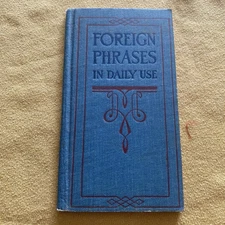 FOREIGN
PHRASES
IN DAILY USE